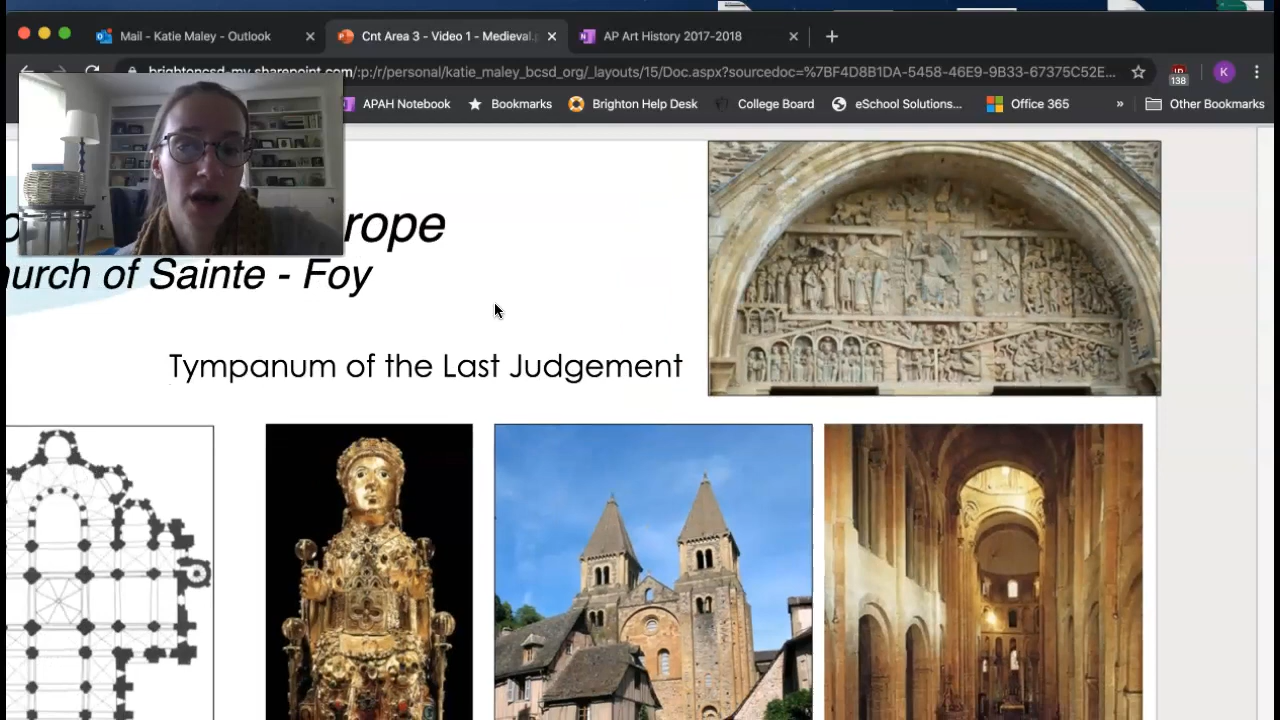 Mail - Katie Maley - Outlook
Cnt Area 3 - Video 1 - Medieval.p
AP Art History 2017-2018
brightoncsd-my.sharepoint.com/:p:/r/personal/katie_maley_bcsd_org/_layouts/15/Doc.aspx?sourcedoc=%7BF4D8B1DA-5458-46E9-9B33-67375C52E...
138
K
APAH Notebook
Bookmarks
Brighton Help Desk
College Board
eSchool Solutions...
Office 365
»
Other Bookmarks
rope
urch of Sainte - Foy
Tympanum of the Last Judgement